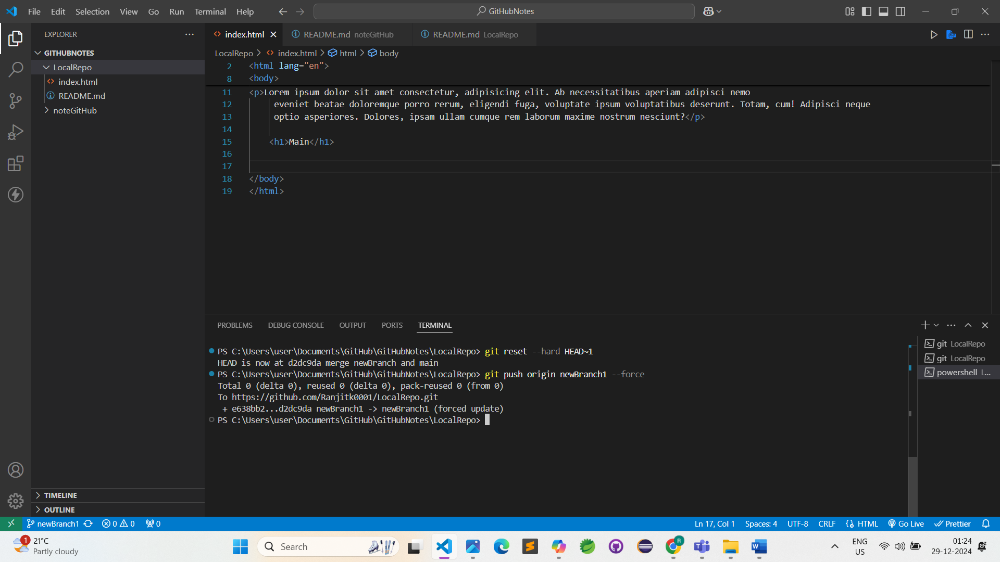 File Edit Selection View Go Run Terminal Help
GitHubNotes
EXPLORER
GITHUBNOTES
LocalRepo
index.html
README.md
noteGitHub
TIMELINE
OUTLINE
index.html README.md noteGitHub README.md LocalRepo
LocalRepo > index.html > html > body
2 <html lang="en">
8 <body>
11 <p>Lorem ipsum dolor sit amet consectetur, adipisicing elit. Ab necessitatibus aperiam adipisci nemo
12 eveniet beatae doloremque porro rerum, eligendi fuga, voluptate ipsum voluptatibus deserunt. Totam, cum! Adipisci neque
13 optio asperiores. Dolores, ipsam ullam cumque rem laborum maxime nostrum nesciunt?</p>
14
15 <h1>Main</h1>
16
17
18 </body>
19 </html>
PROBLEMS DEBUG CONSOLE OUTPUT PORTS TERMINAL
PS C:\Users\user\Documents\GitHub\GitHubNotes\LocalRepo> git reset --hard HEAD~1
HEAD is now at d2dc9da merge newBranch and main
PS C:\Users\user\Documents\GitHub\GitHubNotes\LocalRepo> git push origin newBranch1 --force
Total 0 (delta 0), reused 0 (delta 0), pack-reused 0 (from 0)
To https://github.com/Ranjitk0001/LocalRepo.git
+ e638bb2...d2dc9da newBranch1 -> newBranch1 (forced update)
PS C:\Users\user\Documents\GitHub\GitHubNotes\LocalRepo>
git LocalRepo
git LocalRepo
powershell L...
newBranch1 0 0 0 Ln 17, Col 1 Spaces: 4 UTF-8 CRLF HTML Go Live Prettier
1
21°C
Partly cloudy
Search
R
ENG
US
01:24
29-12-2024